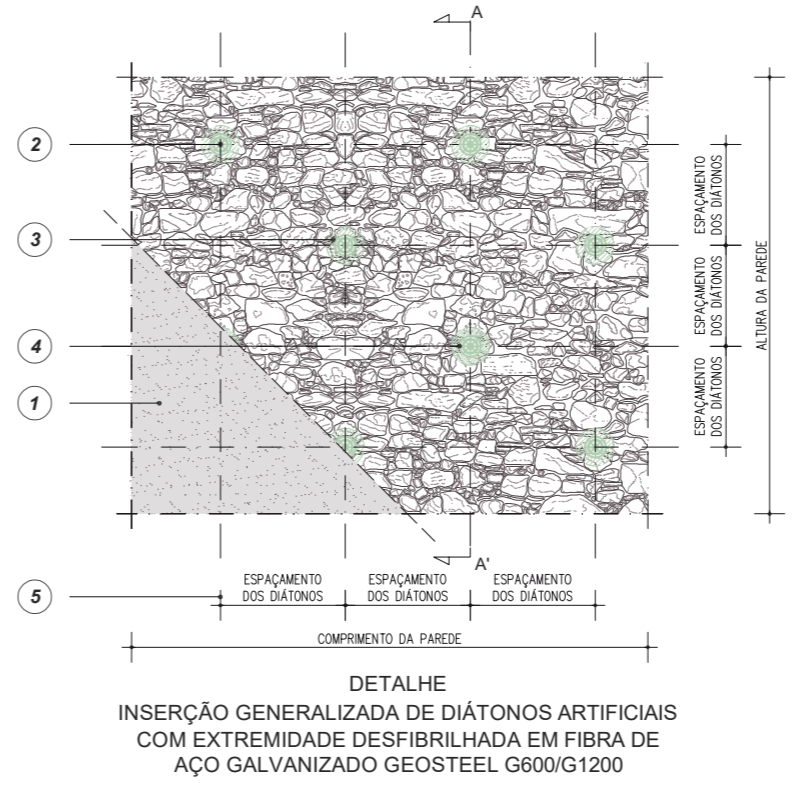 A
2
3
4
1
5
ESPAÇAMENTO
DOS DIÁTONOS
ESPAÇAMENTO
DOS DIÁTONOS
ESPAÇAMENTO
DOS DIÁTONOS
ALTURA DA PAREDE
A'
ESPAÇAMENTO
DOS DIÁTONOS
ESPAÇAMENTO
DOS DIÁTONOS
ESPAÇAMENTO
DOS DIÁTONOS
COMPRIMENTO DA PAREDE
DETALHE
INSERÇÃO GENERALIZADA DE DIÁTONOS ARTIFICIAIS
COM EXTREMIDADE DESFIBRILHADA EM FIBRA DE
AÇO GALVANIZADO GEOSTEEL G600/G1200